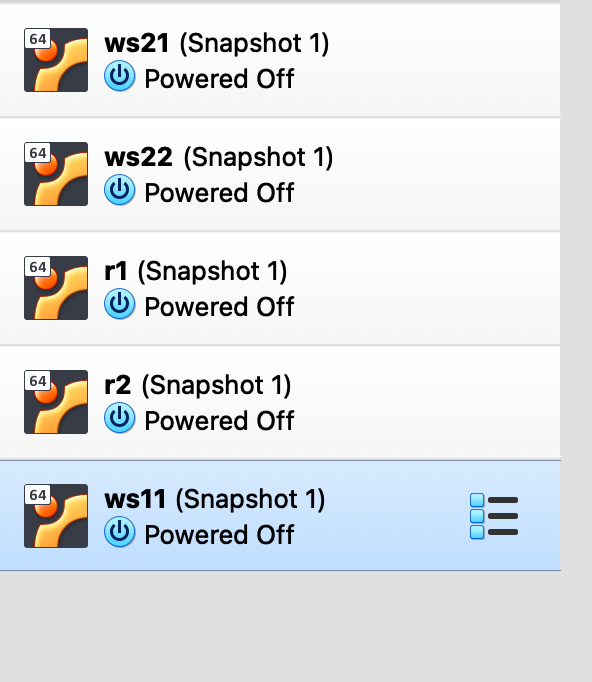 64
ws21 (Snapshot 1)
Powered Off
64
ws22 (Snapshot 1)
Powered Off
64
r1 (Snapshot 1)
Powered Off
64
r2 (Snapshot 1)
Powered Off
64
ws11 (Snapshot 1)
Powered Off